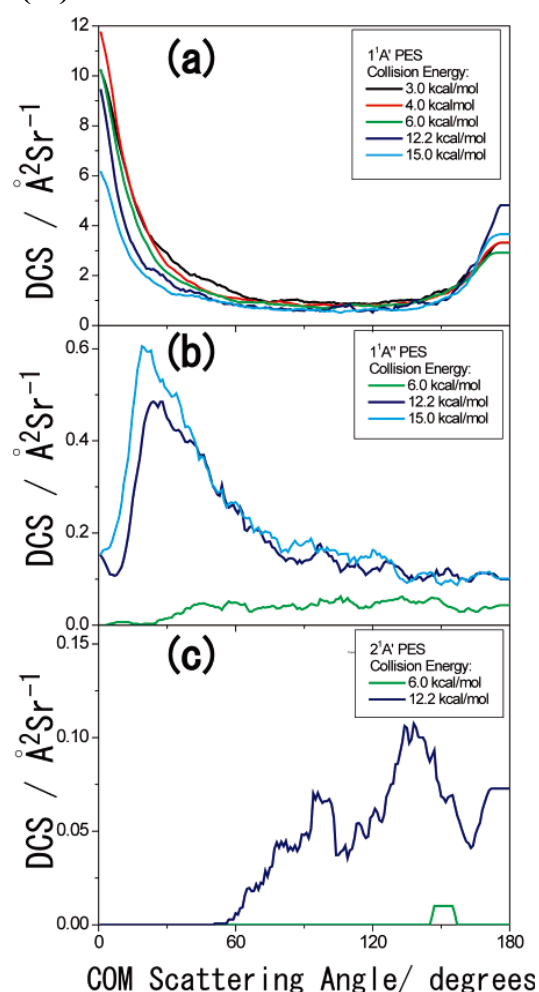 12
10
8
6
4
2
0
DCS / Å²Sr⁻¹
(a)
1¹A' PES
Collision Energy:
3.0 kcal/mol
4.0 kcalmol
6.0 kcal/mol
12.2 kcal/mol
15.0 kcal/mol
0.6
0.4
0.2
0.0
DCS / Å²Sr⁻¹
(b)
1¹A'' PES
Collision Energy:
6.0 kcal/mol
12.2 kcal/mol
15.0 kcal/mol
0.15
0.10
0.05
0.00
DCS / Å²Sr⁻¹
(c)
2¹A' PES
Collision Energy:
6.0 kcal/mol
12.2 kcal/mol
0 60 120 180
COM Scattering Angle/ degrees